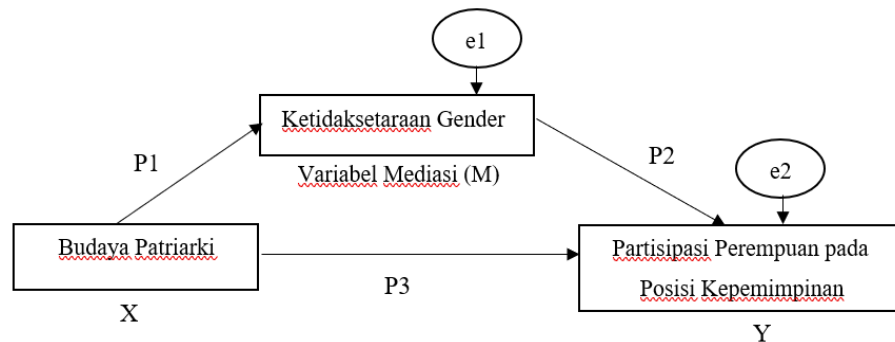 e1
Ketidaksetaraan Gender
P1
P2
Variabel Mediasi (M)
e2
Budaya Patriarki
Partisipasi Perempuan pada
Posisi Kepemimpinan
P3
X
Y